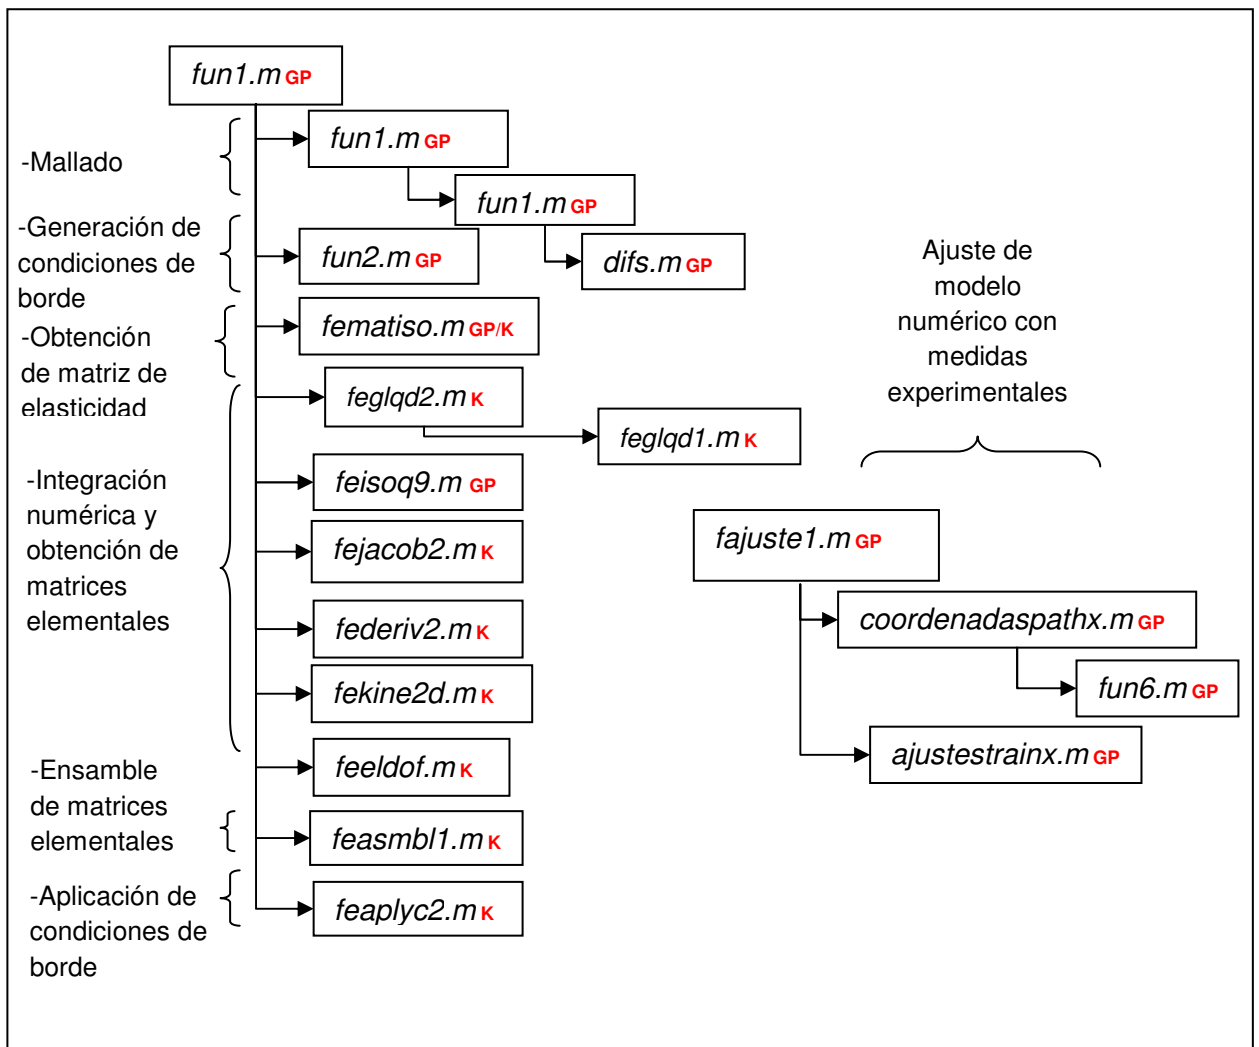 fun1.m GP
-Mallado
fun1.m GP
fun1.m GP
difs.m GP
-Generación de
condiciones de
borde
fun2.m GP
-Obtención
de matriz de
elasticidad
fematiso.m GP/K
-Integración
numérica y
obtención de
matrices
elementales
feglqd2.m K
feglqd1.m K
feisoq9.m GP
fejacob2.m K
federiv2.m K
fekine2d.m K
feeldof.m K
-Ensamble
de matrices
elementales
feasmbl1.m K
-Aplicación de
condiciones de
borde
feaplyc2.m K
Ajuste de
modelo
numérico con
medidas
experimentales
fajuste1.m GP
coordenadaspathx.m GP
fun6.m GP
ajustestrainx.m GP